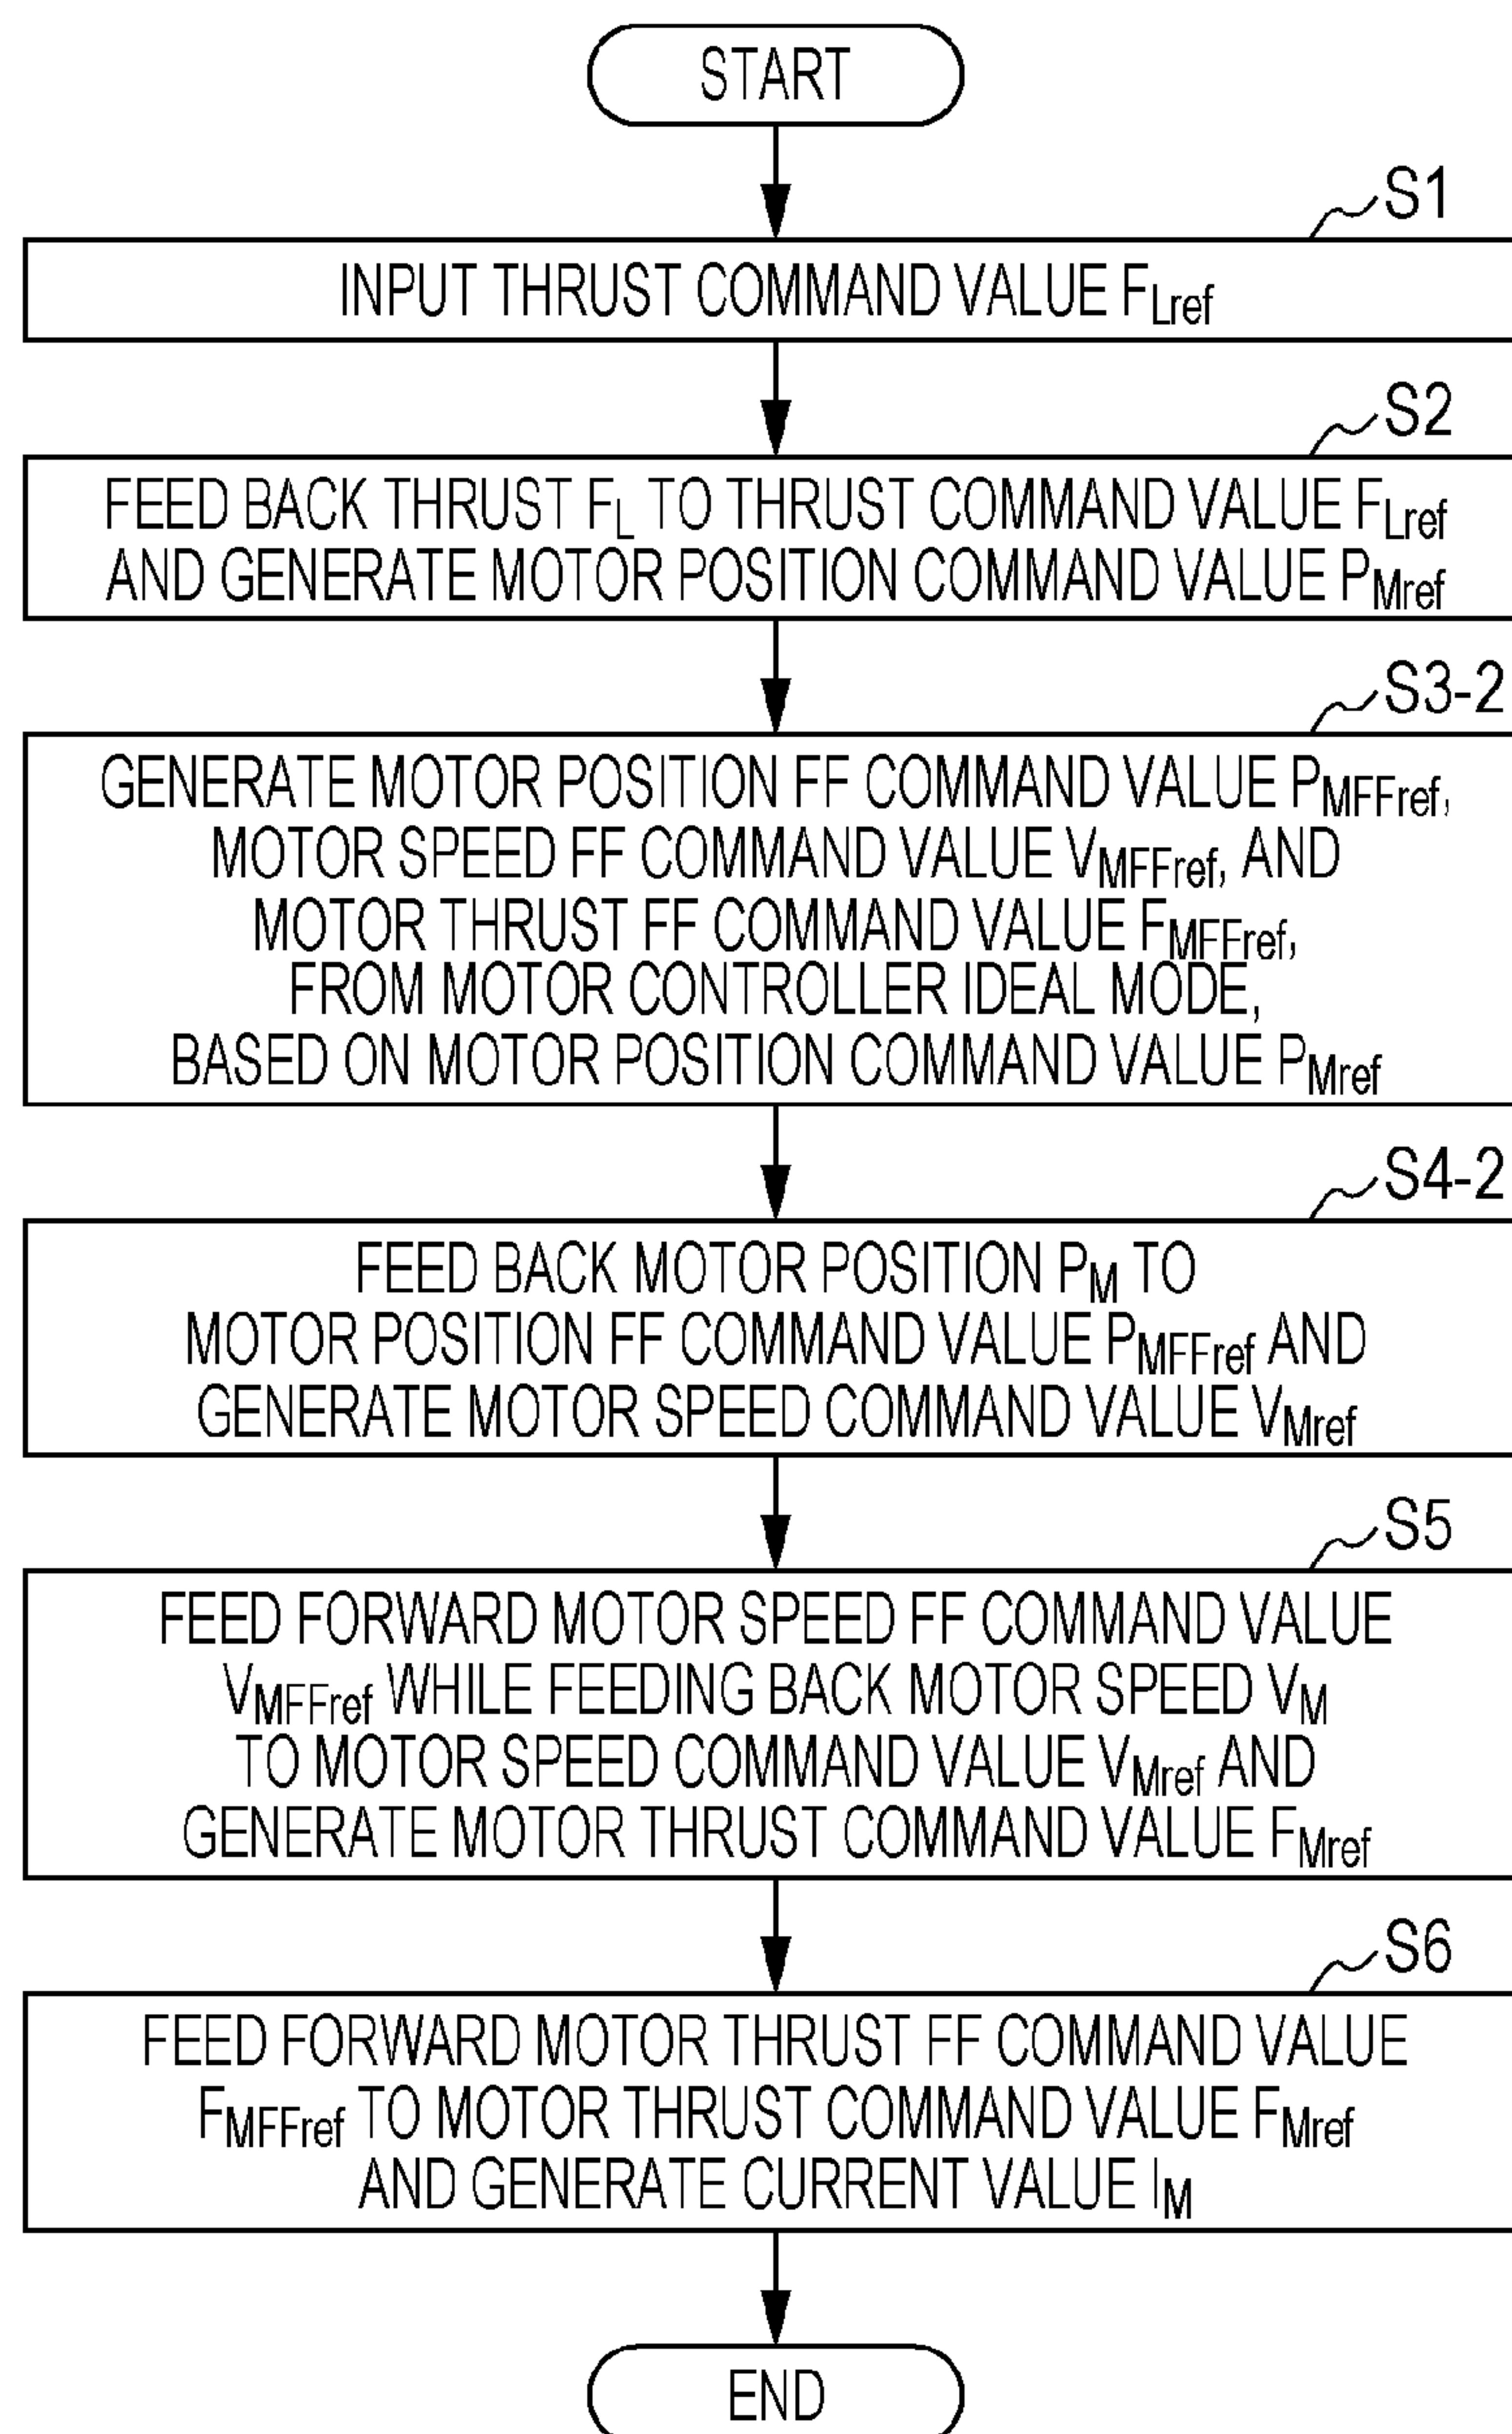 START
S1
INPUT THRUST COMMAND VALUE FLref
S2
FEED BACK THRUST FL TO THRUST COMMAND VALUE FLref
AND GENERATE MOTOR POSITION COMMAND VALUE PMref
S3-2
GENERATE MOTOR POSITION FF COMMAND VALUE PMFFref,
MOTOR SPEED FF COMMAND VALUE VMFFref, AND
MOTOR THRUST FF COMMAND VALUE FMFFref,
FROM MOTOR CONTROLLER IDEAL MODE,
BASED ON MOTOR POSITION COMMAND VALUE PMref
S4-2
FEED BACK MOTOR POSITION PM TO
MOTOR POSITION FF COMMAND VALUE PMFFref AND
GENERATE MOTOR SPEED COMMAND VALUE VMref
S5
FEED FORWARD MOTOR SPEED FF COMMAND VALUE
VMFFref WHILE FEEDING BACK MOTOR SPEED VM
TO MOTOR SPEED COMMAND VALUE VMref AND
GENERATE MOTOR THRUST COMMAND VALUE FMref
S6
FEED FORWARD MOTOR THRUST FF COMMAND VALUE
FMFFref TO MOTOR THRUST COMMAND VALUE FMref
AND GENERATE CURRENT VALUE IM
END